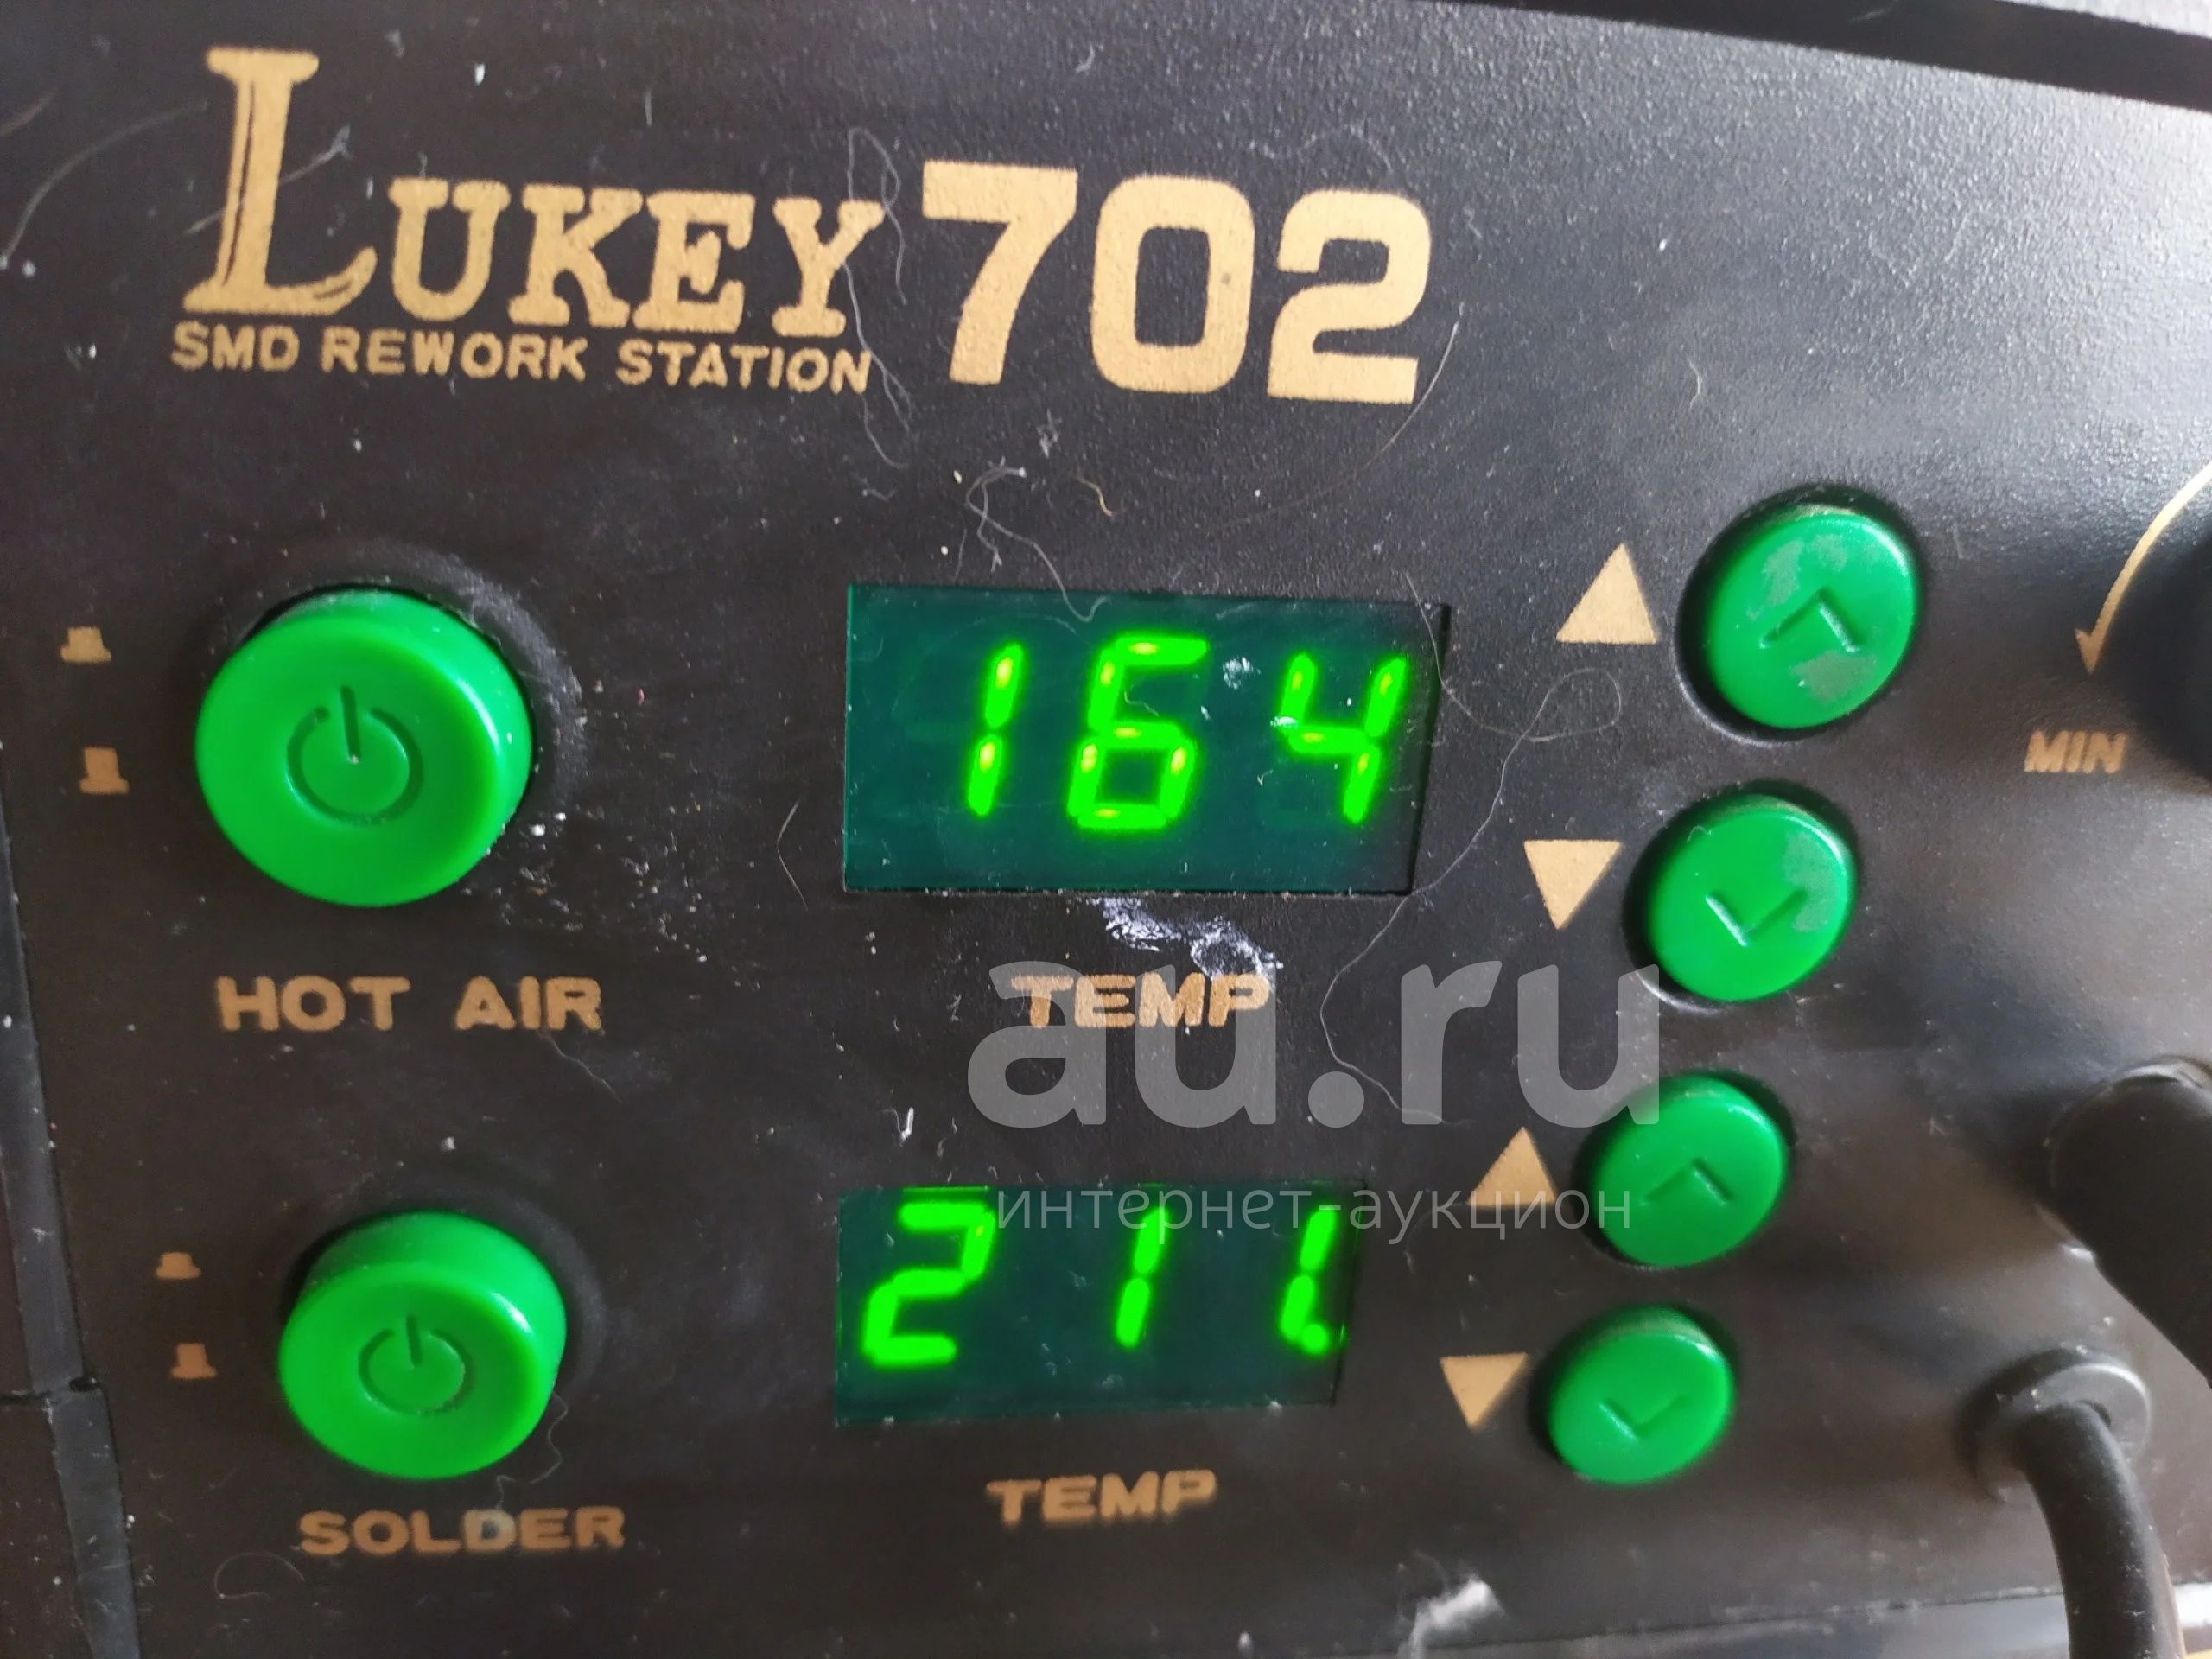 LUKEY 702
SMD REWORK STATION
164
MIN
HOT AIR
TEMP
au.ru
интернет-аукцион
211.
SOLDER
TEMP